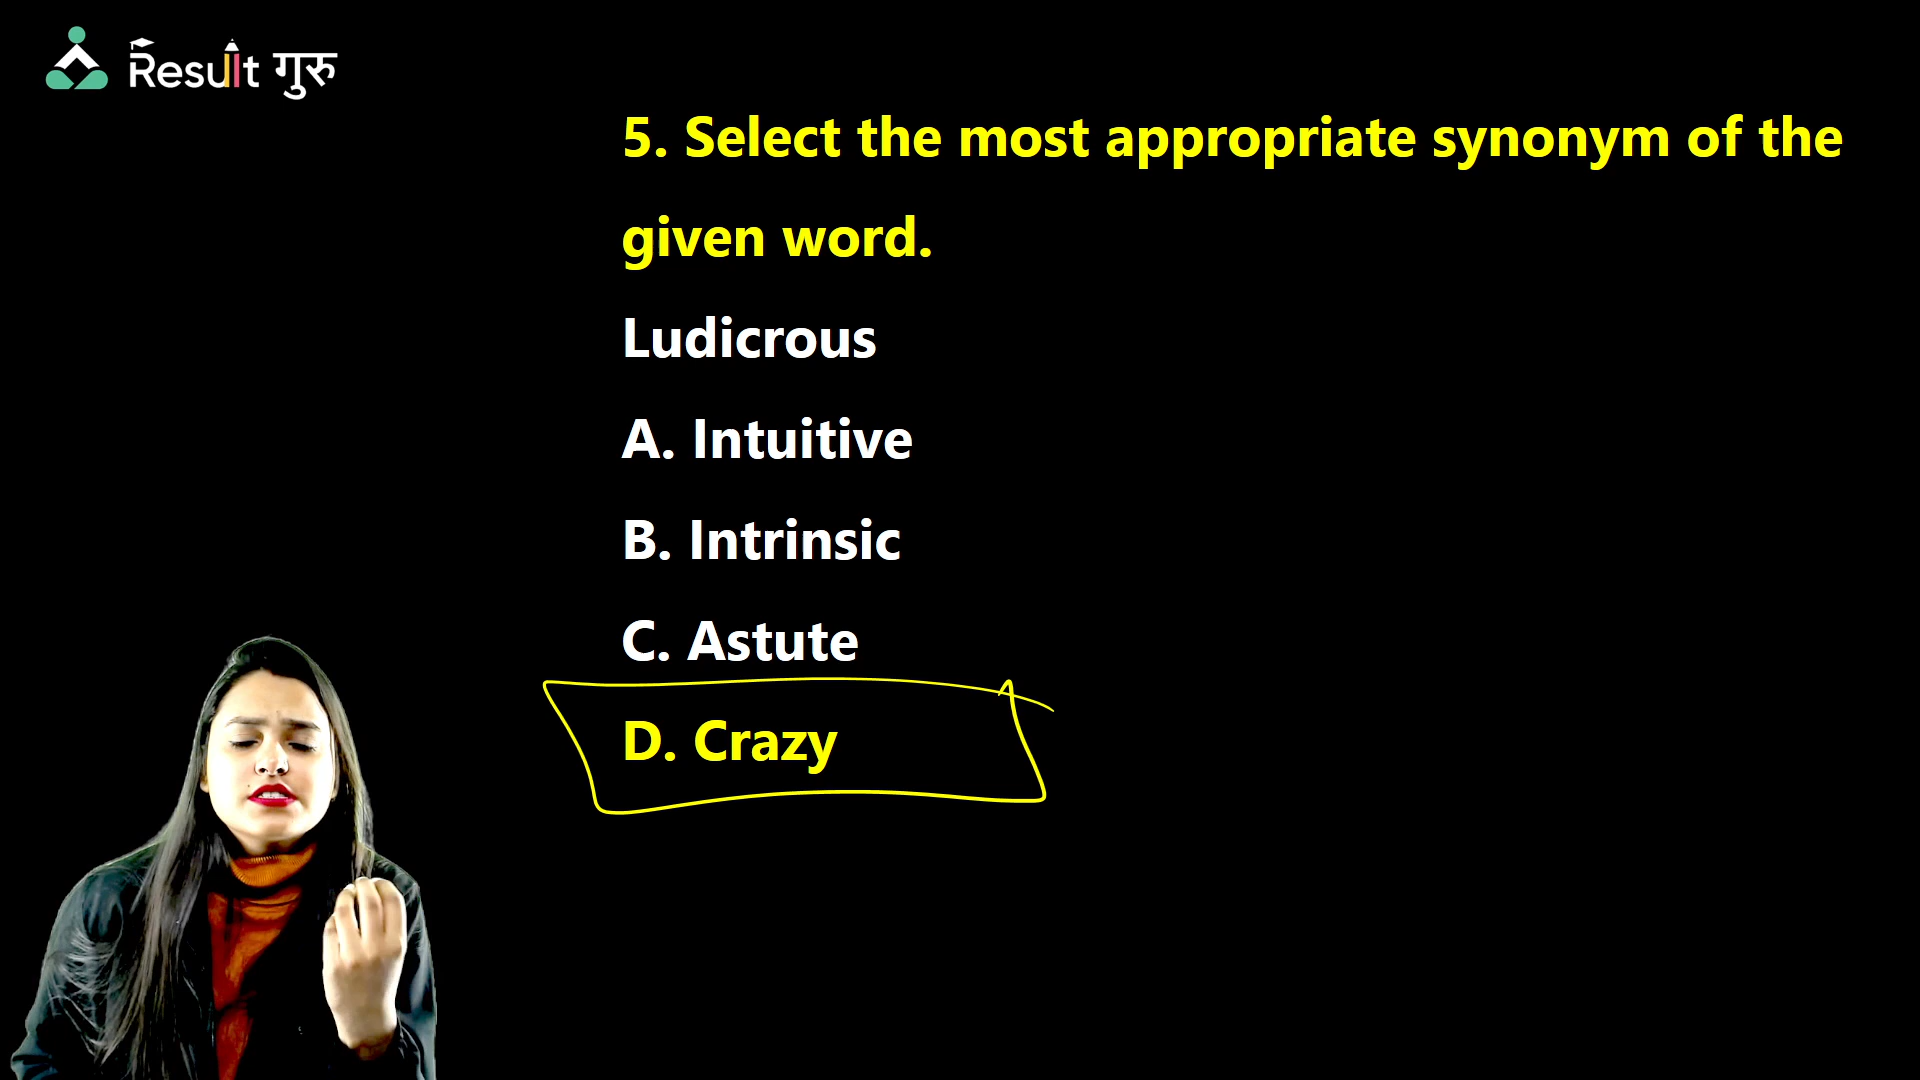 Result गुरु
5. Select the most appropriate synonym of the
given word.
Ludicrous
A. Intuitive
B. Intrinsic
C. Astute
D. Crazy